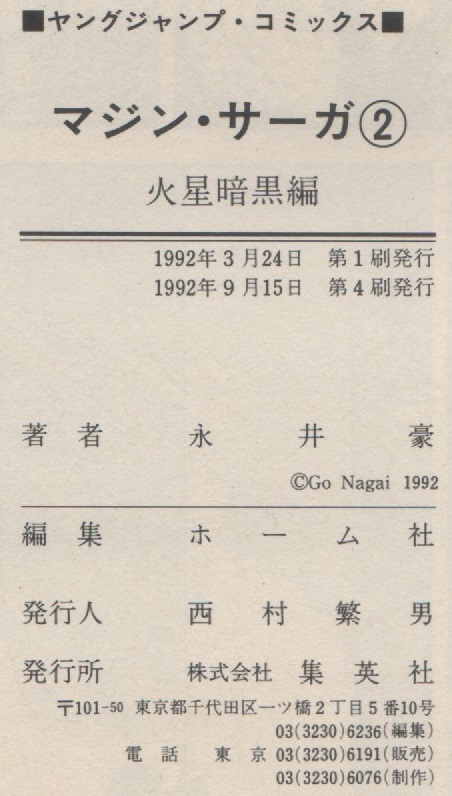 ■ヤングジャンプ・コミックス■
マジン・サーガ②
火星暗黒編
1992年3月24日　第1刷発行
1992年9月15日　第4刷発行
著者　永井豪
©Go Nagai 1992
編集　ホーム社
発行人　西村繁男
発行所　株式会社 集英社
〒101-50 東京都千代田区一ツ橋2丁目5番10号
03(3230)6236(編集)
電話　東京 03(3230)6191(販売)
03(3230)6076(制作)